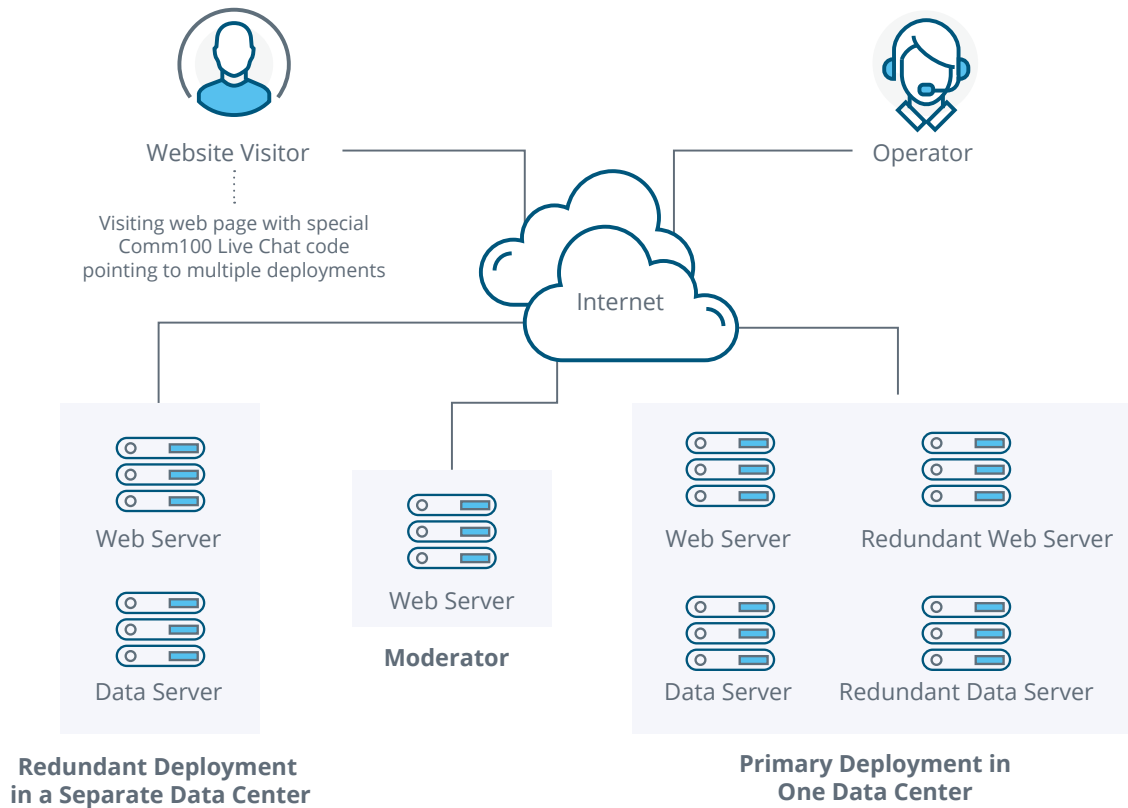 Website Visitor
Operator
Visiting web page with special
Comm100 Live Chat code
pointing to multiple deployments
Internet
Web Server
Data Server
Redundant Deployment
in a Separate Data Center
Web Server
Moderator
Web Server
Redundant Web Server
Data Server
Redundant Data Server
Primary Deployment in
One Data Center